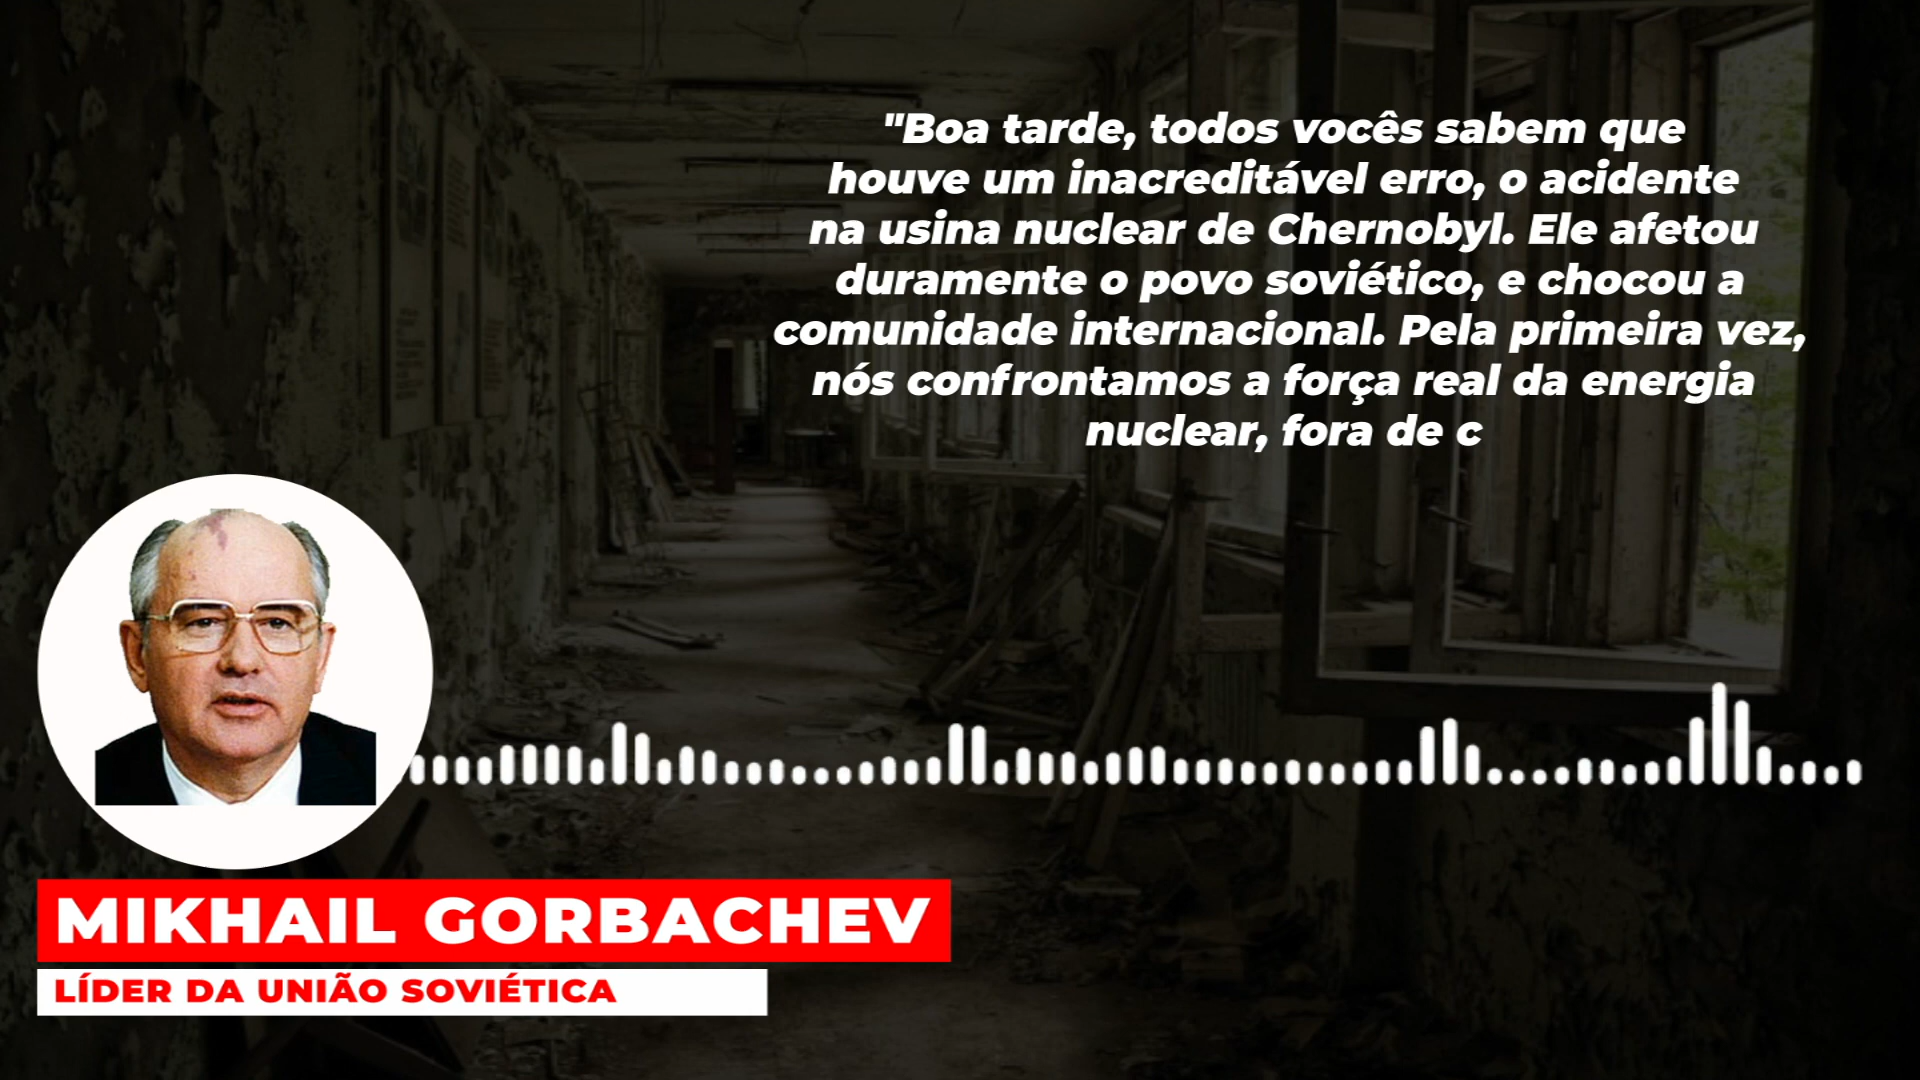 "Boa tarde, todos vocês sabem que
houve um inacreditável erro, o acidente
na usina nuclear de Chernobyl. Ele afetou
duramente o povo soviético, e chocou a
comunidade internacional. Pela primeira vez,
nós confrontamos a força real da energia
nuclear, fora de c
MIKHAIL GORBACHEV
LÍDER DA UNIÃO SOVIÉTICA